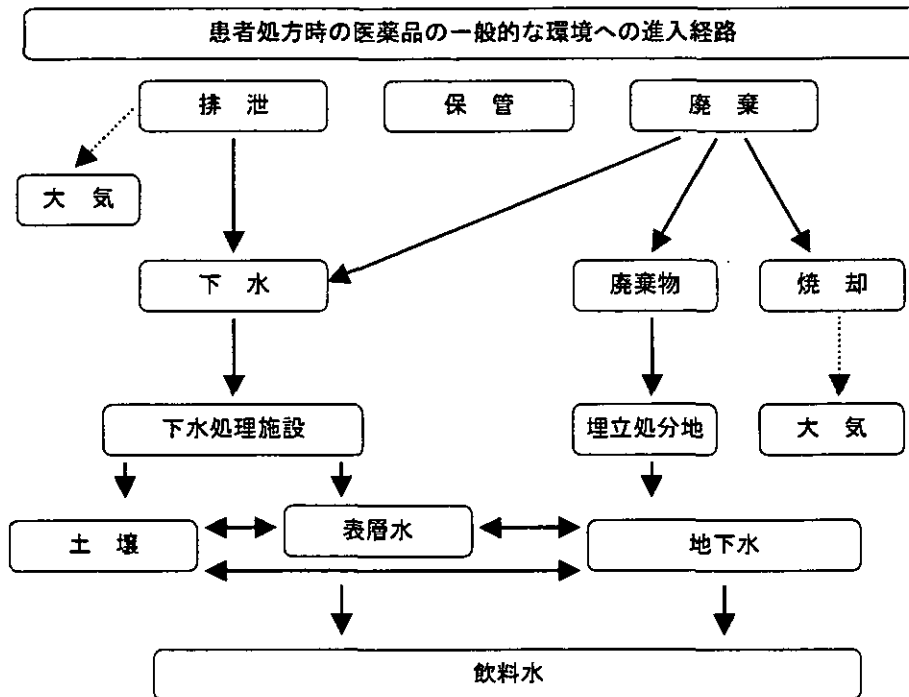 患者処方時の医薬品の一般的な環境への進入経路
排 泄
保 管
廃 棄
大 気
下 水
廃棄物
焼 却
下水処理施設
埋立処分地
大 気
土 壌
表層水
地下水
飲料水